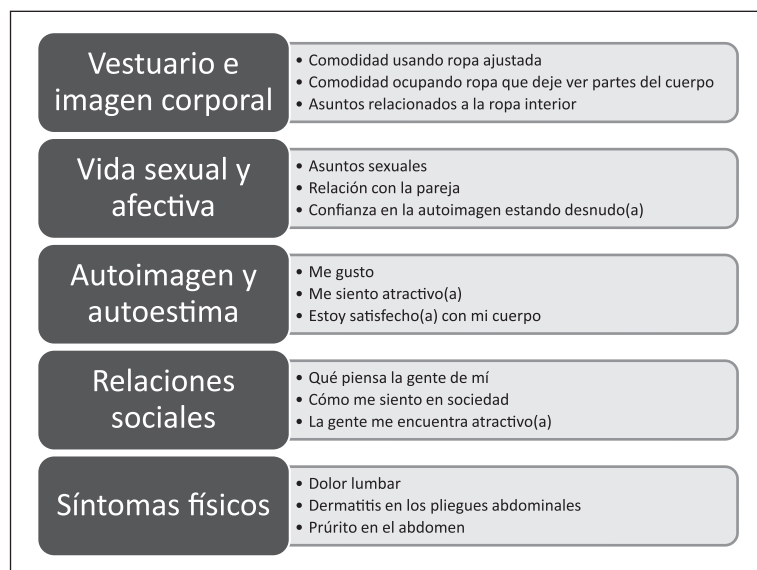 Vestuario e
imagen corporal
• Comodidad usando ropa ajustada
• Comodidad ocupando ropa que deje ver partes del cuerpo
• Asuntos relacionados a la ropa interior
Vida sexual y
afectiva
• Asuntos sexuales
• Relación con la pareja
• Confianza en la autoimagen estando desnudo(a)
Autoimagen y
autoestima
• Me gusto
• Me siento atractivo(a)
• Estoy satisfecho(a) con mi cuerpo
Relaciones
sociales
• Qué piensa la gente de mí
• Cómo me siento en sociedad
• La gente me encuentra atractivo(a)
Síntomas físicos
• Dolor lumbar
• Dermatitis en los pliegues abdominales
• Prúrito en el abdomen